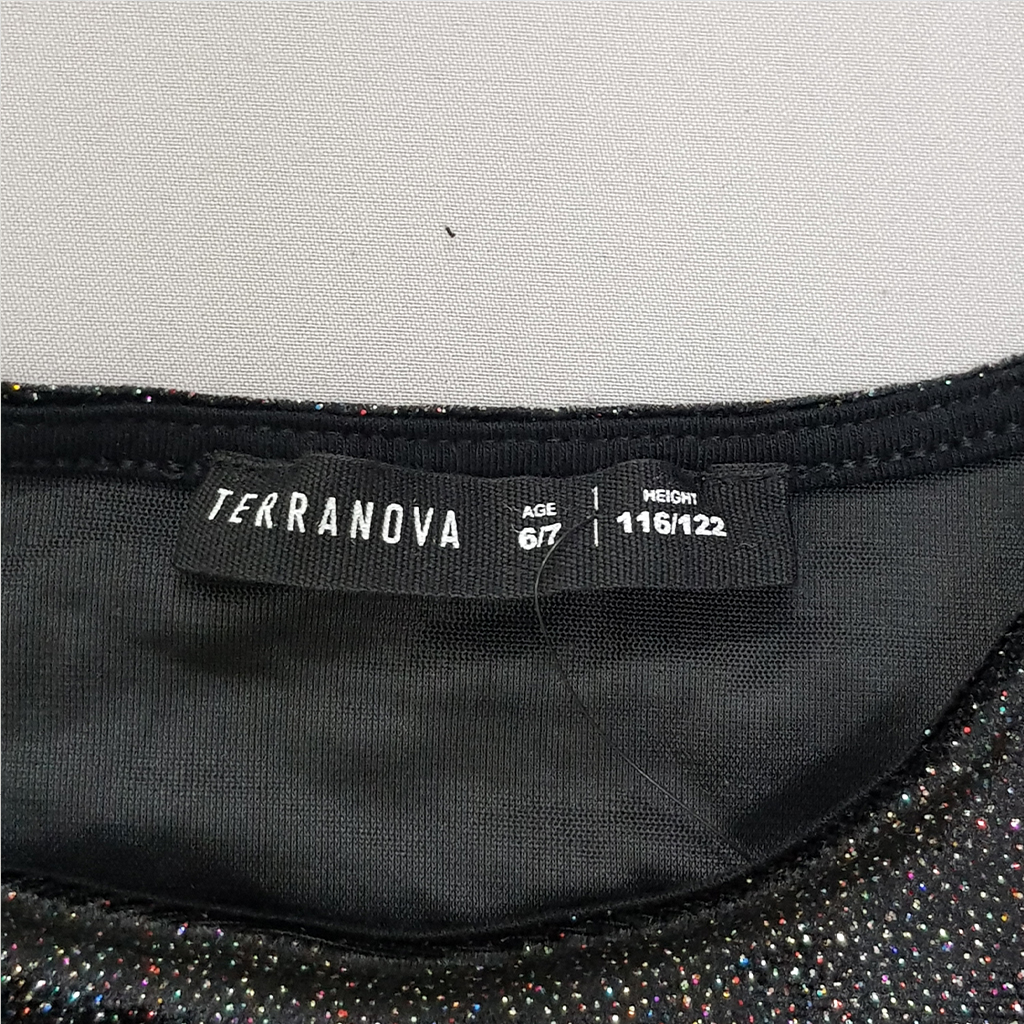 TERRANOVA
AGE
6/7
HEIGHT
116/122